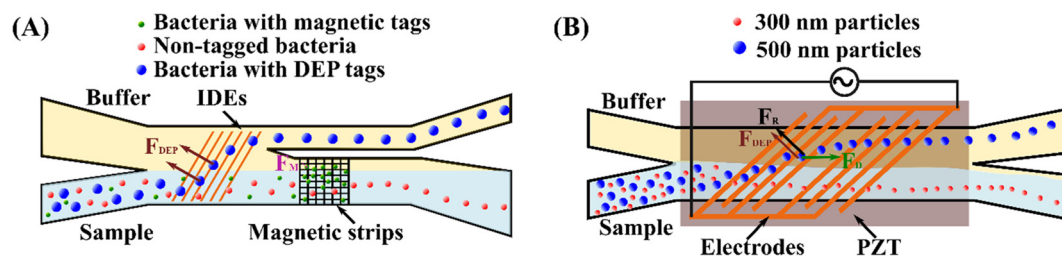 (A)
Bacteria with magnetic tags
Non-tagged bacteria
Bacteria with DEP tags
Buffer
IDEs
FDEP
FM
Sample
Magnetic strips
(B)
300 nm particles
500 nm particles
Buffer
FR
FDEP
FD
Sample
Electrodes
PZT